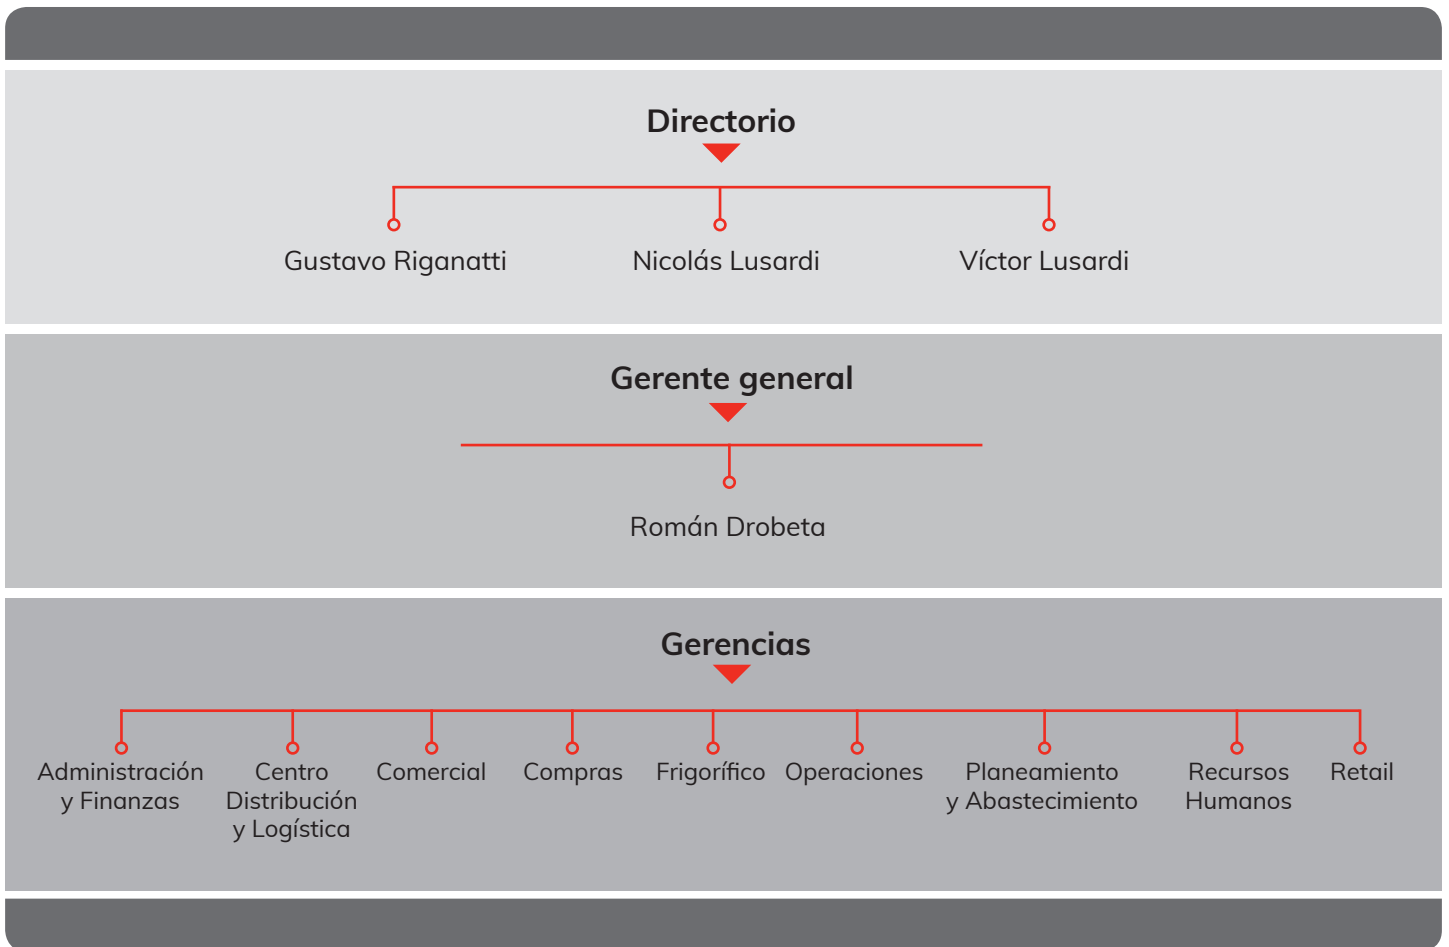 Directorio
Gustavo Riganatti
Nicolás Lusardi
Víctor Lusardi
Gerente general
Román Drobeta
Gerencias
Administración
y Finanzas
Centro
Distribución
y Logística
Comercial
Compras
Frigorífico
Operaciones
Planeamiento
y Abastecimiento
Recursos
Humanos
Retail